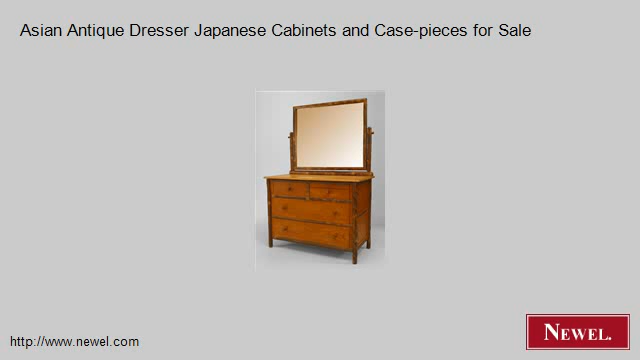 Asian Antique Dresser Japanese Cabinets and Case-pieces for Sale
http://www.newel.com
NEWEL.